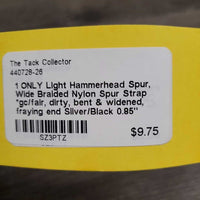 The Tack Collector
440728-26
1 ONLY Light Hammerhead Spur,
Wide Braided Nylon Spur Strap
*gc/fair, dirty, bent & widened,
fraying end Silver/Black 0.85"
$9.75
SZ3PTZ